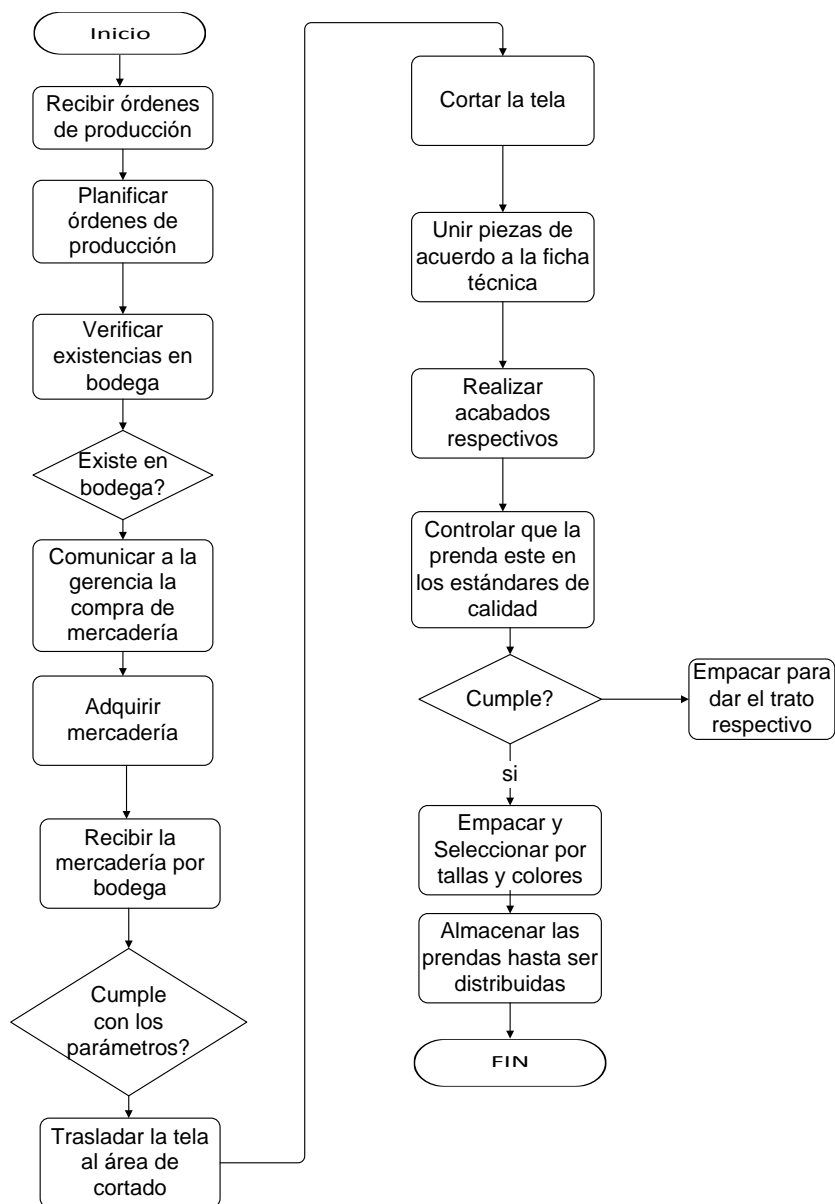 Inicio
Recibir órdenes
de producción
Planificar
órdenes de
producción
Verificar
existencias en
bodega
Existe en
bodega?
Comunicar a la
gerencia la
compra de
mercadería
Adquirir
mercadería
Recibir la
mercadería por
bodega
Cumple
con los
parámetros?
Trasladar la tela
al área de
cortado
Cortar la tela
Unir piezas de
acuerdo a la ficha
técnica
Realizar
acabados
respectivos
Controlar que la
prenda este en
los estándares de
calidad
Cumple?
Empacar para
dar el trato
respectivo
si
Empacar y
Seleccionar por
tallas y colores
Almacenar las
prendas hasta ser
distribuidas
FIN